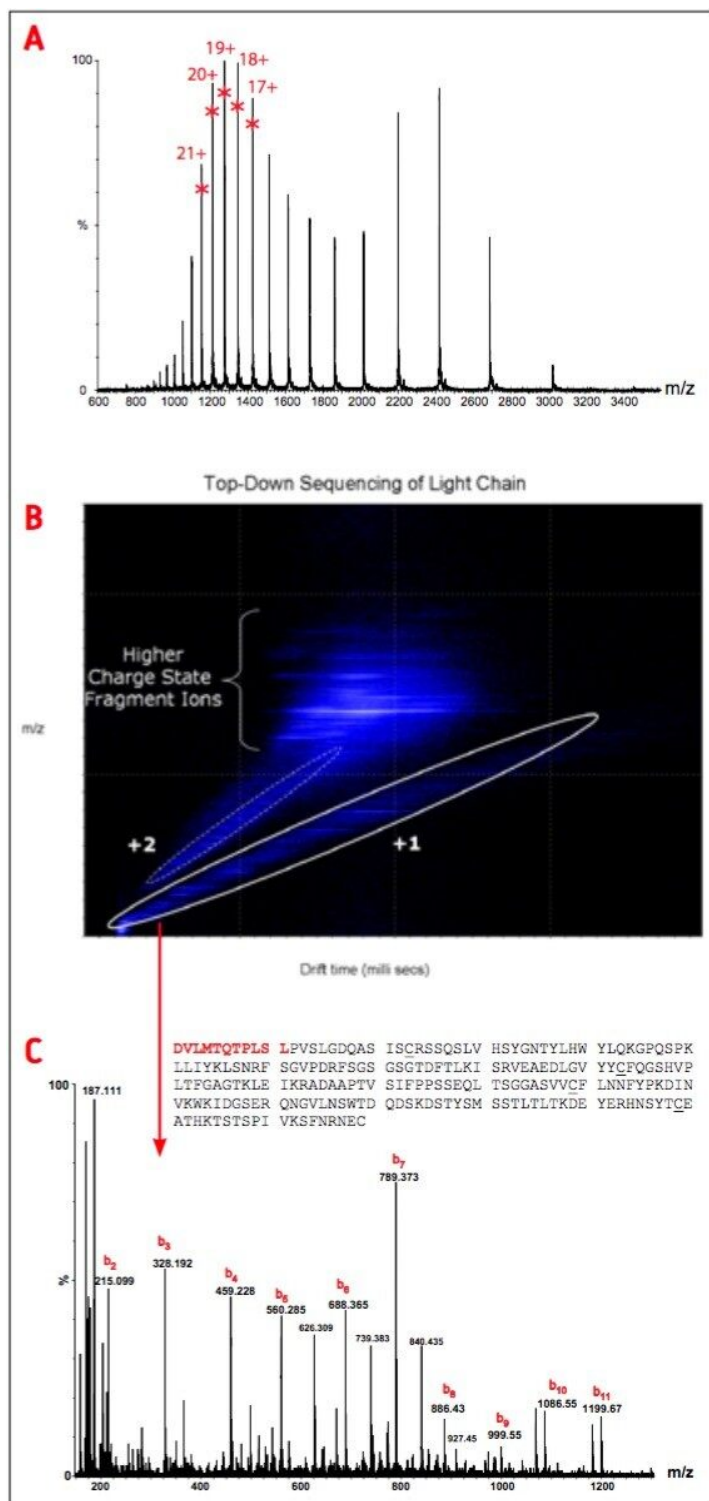 A
100
%
0
21+
20+
19+
18+
17+
600 800 1000 1200 1400 1600 1800 2000 2200 2400 2600 2800 3000 3200 3400
m/z
Top-Down Sequencing of Light Chain
B
Higher
Charge State
Fragment Ions
m/z
+2
+1
Drift time (milli secs)
C
DVLMTQTPLS LPVSLGDQAS ISCRSSQSLV HSYGNTYLHW YLQKGPQSPK
LLIYKLSNRF SGVPDRFSGS GSGTDFTLKI SRVEAEDLGV YYCFQGSHVP
LTFGAGTKLE IKRADAAPTV SIFPPSSEQL TSGGASVVCF LNNFYPKDIN
VKWKIDGSER QNGVLNSWTD QDSKDSTYSM SSTLTLTKDE YERHNSYTCE
ATHKTSTSPI VKSFNRNEC
100
%
0
187.111
b2
215.099
b3
328.192
b4
459.228
b5
560.285
626.309
b6
688.365
739.383
b7
789.373
840.435
b8
886.43
927.45
b9
999.55
b10
1086.55
b11
1199.67
200 400 600 800 1000 1200
m/z